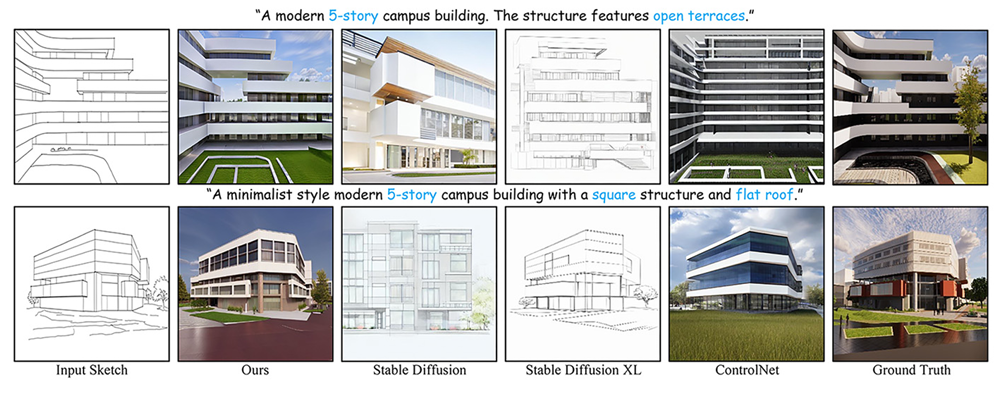 “A modern 5-story campus building. The structure features open terraces.”
“A minimalist style modern 5-story campus building with a square structure and flat roof.”
Input Sketch Ours Stable Diffusion Stable Diffusion XL ControlNet Ground Truth